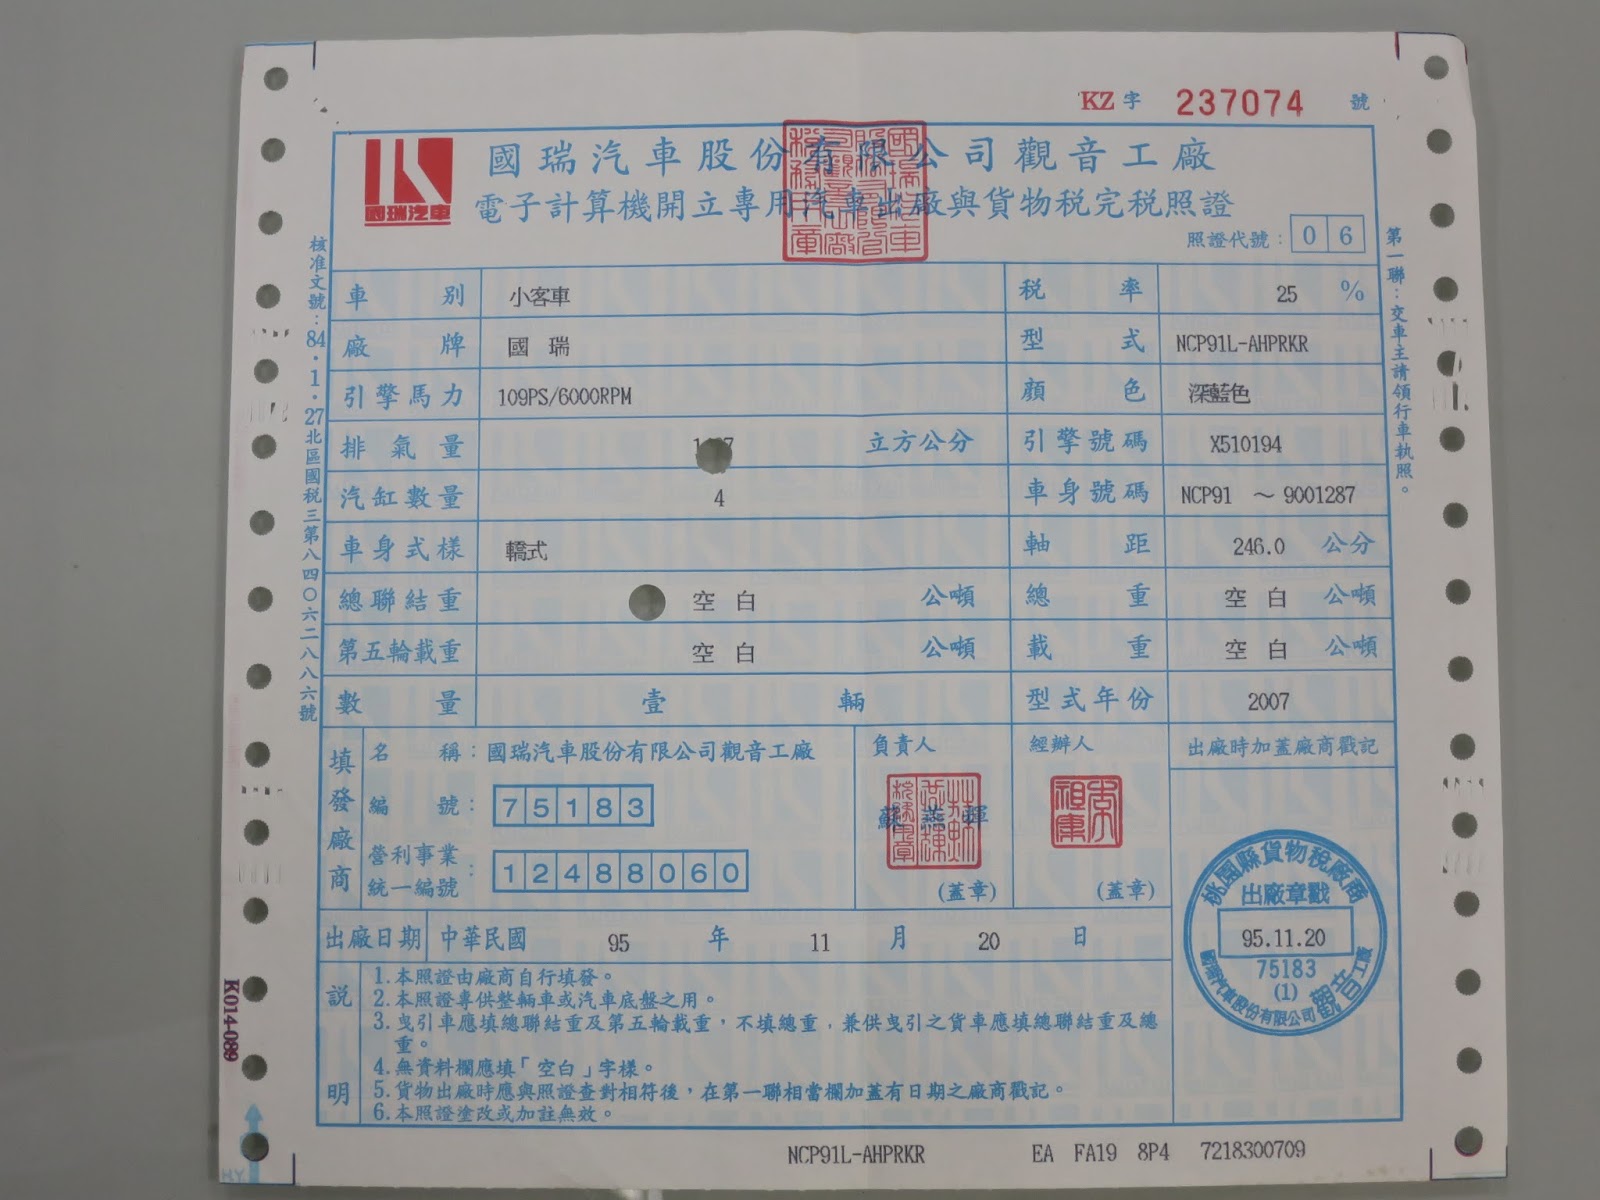 KZ 字 237074 號
國瑞汽車
國瑞汽車股份有限公司觀音工廠
電子計算機開立專用汽車出廠與貨物稅完稅照證
照證代號：06
核准文號：84．1．27北區國稅三第八四〇六二八八六號
第一聯：交車主請領行車執照。
車別 小客車 稅率 25 %
廠牌 國瑞 型式 NCP91L-AHPRKR
引擎馬力 109PS/6000RPM 顏色 深藍色
排氣量 立方公分 引擎號碼 X510194
汽缸數量 4 車身號碼 NCP91 ～9001287
車身式樣 轎式 軸距 246.0 公分
總聯結重 空白 公噸 總重 空白 公噸
第五輪載重 空白 公噸 載重 空白 公噸
數量 壹 輛 型式年份 2007
填發廠商
名稱：國瑞汽車股份有限公司觀音工廠
編號：75183
營利事業統一編號：12488060
負責人
蘇燕輝
(蓋章)
經辦人
(蓋章)
出廠時加蓋廠商戳記
桃園縣貨物稅廠商
出廠章戳
95.11.20
75183
(1)
國瑞汽車股份有限公司觀音工廠
出廠日期 中華民國 95 年 11 月 20 日
說明
1.本照證由廠商自行填發。
2.本照證專供整輛車或汽車底盤之用。
3.曳引車應填總聯結重及第五輪載重，不填總重，兼供曳引之貨車應填總聯結重及總
重。
4.無資料欄應填「空白」字樣。
5.貨物出廠時應與照證查對相符後，在第一聯相當欄加蓋有日期之廠商戳記。
6.本照證塗改或加註無效。
K014-089
HY
NCP91L-AHPRKR EA FA19 8P4 7218300709